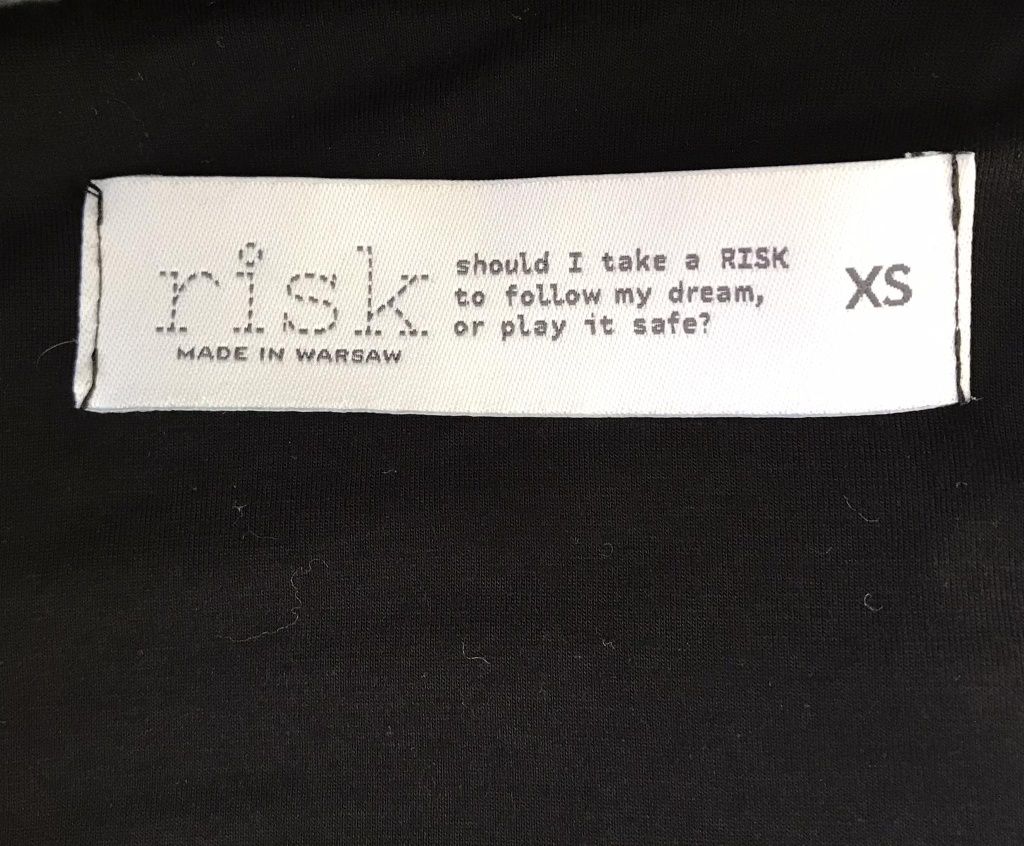 risk
MADE IN WARSAW
should I take a RISK
to follow my dream,
or play it safe?
XS